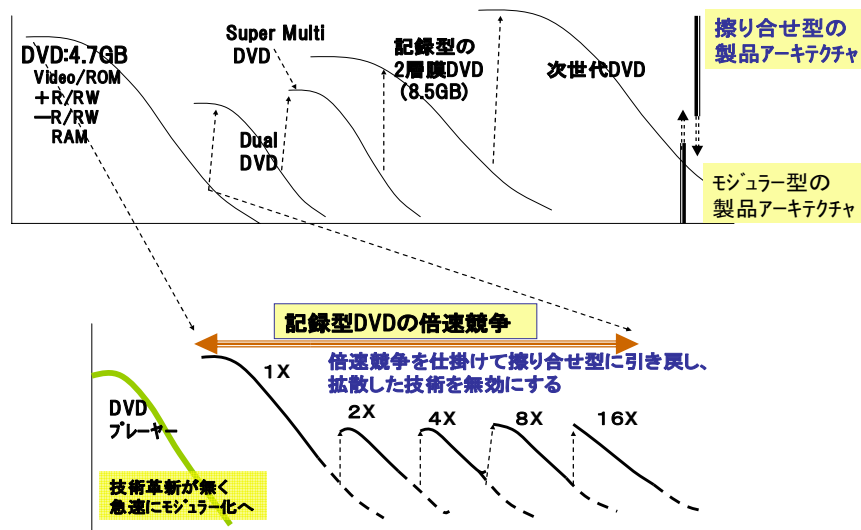 DVD:4.7GB
Video/ROM
＋R/RW
―R/RW
RAM
Super Multi
DVD
Dual
DVD
記録型の
2層膜DVD
(8.5GB)
次世代DVD
擦り合せ型の
製品アーキテクチャ
モジュラー型の
製品アーキテクチャ
記録型DVDの倍速競争
倍速競争を仕掛けて擦り合せ型に引き戻し、
拡散した技術を無効にする
1X
2X
4X
8X
16X
DVD
プレーヤー
技術革新が無く
急速にモジュラー化へ